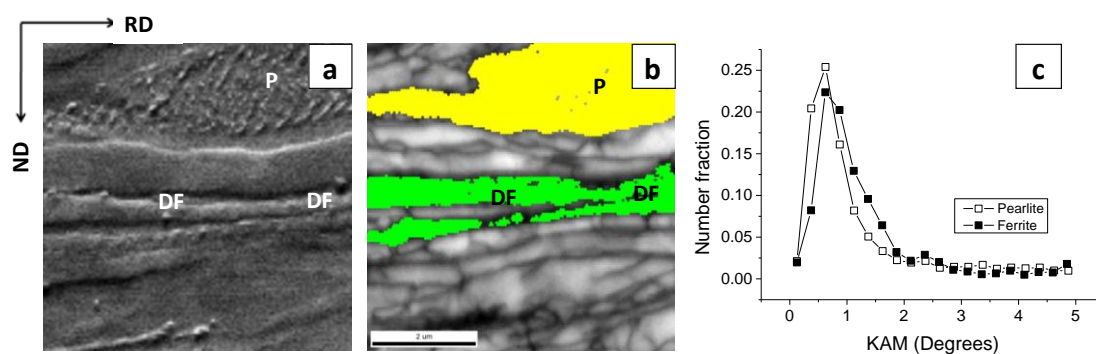 RD
ND
a
P
DF
DF
b
P
DF
DF
2 um
c
Number fraction
0.25
0.20
0.15
0.10
0.05
0.00
Pearlite
Ferrite
0 1 2 3 4 5
KAM (Degrees)